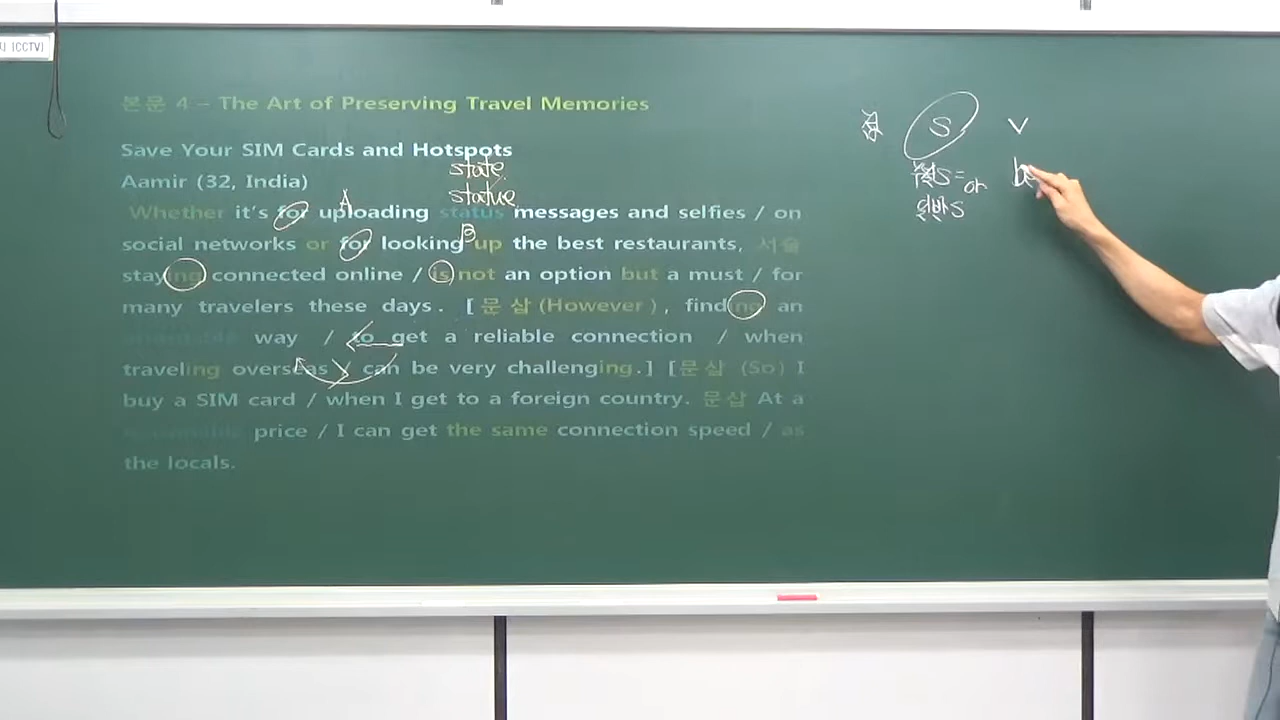 [CCTV]
본문 4 – The Art of Preserving Travel Memories
Save Your SIM Cards and Hotspots
state
Aamir (32, India)
statue
A
Whether it's for uploading status messages and selfies / on
B
social networks or for looking up the best restaurants, 서술
staying connected online / is not an option but a must / for
many travelers these days. [문삽 (However), finding an
way / to get a reliable connection / when
traveling overseas / can be very challenging.] [문삽 (So) I
buy a SIM card / when I get to a foreign country. 문삽 At a
price / I can get the same connection speed / as
the locals.
S V
S = or be
S